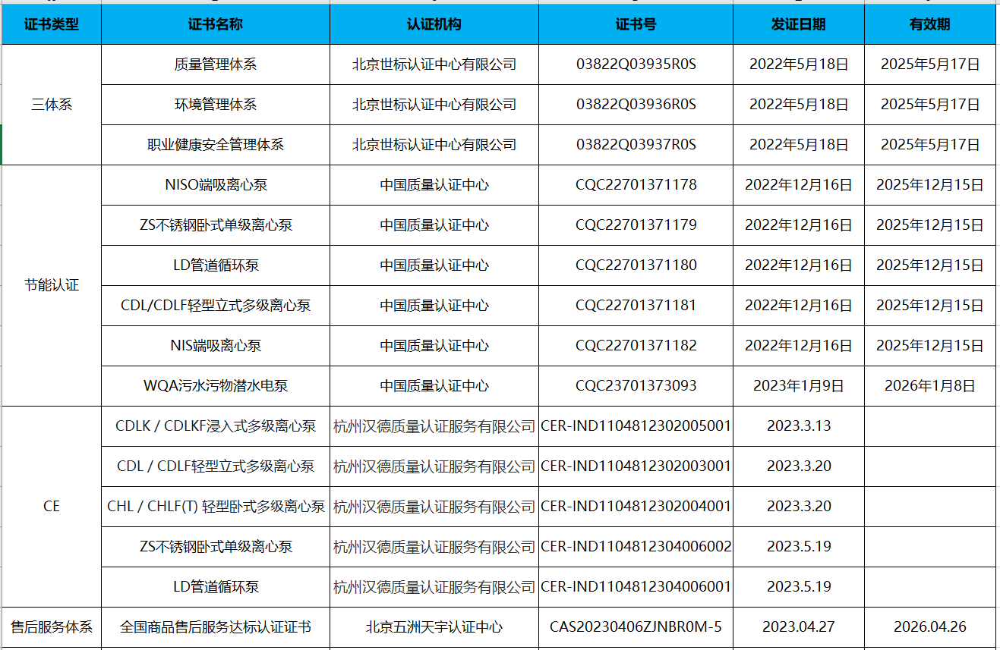 证书类型 证书名称 认证机构 证书号 发证日期 有效期
三体系 质量管理体系 北京世标认证中心有限公司 03822Q03935R0S 2022年5月18日 2025年5月17日
环境管理体系 北京世标认证中心有限公司 03822Q03936R0S 2022年5月18日 2025年5月17日
职业健康安全管理体系 北京世标认证中心有限公司 03822Q03937R0S 2022年5月18日 2025年5月17日
节能认证 NISO端吸离心泵 中国质量认证中心 CQC22701371178 2022年12月16日 2025年12月15日
ZS不锈钢卧式单级离心泵 中国质量认证中心 CQC22701371179 2022年12月16日 2025年12月15日
LD管道循环泵 中国质量认证中心 CQC22701371180 2022年12月16日 2025年12月15日
CDL/CDLF轻型立式多级离心泵 中国质量认证中心 CQC22701371181 2022年12月16日 2025年12月15日
NIS端吸离心泵 中国质量认证中心 CQC22701371182 2022年12月16日 2025年12月15日
WQA污水污物潜水电泵 中国质量认证中心 CQC23701373093 2023年1月9日 2026年1月8日
CE CDLK / CDLKF浸入式多级离心泵 杭州汉德质量认证服务有限公司 CER-IND1104812302005001 2023.3.13
CDL / CDLF轻型立式多级离心泵 杭州汉德质量认证服务有限公司 CER-IND1104812302003001 2023.3.20
CHL / CHLF(T) 轻型卧式多级离心泵 杭州汉德质量认证服务有限公司 CER-IND1104812302004001 2023.3.20
ZS不锈钢卧式单级离心泵 杭州汉德质量认证服务有限公司 CER-IND1104812304006002 2023.5.19
LD管道循环泵 杭州汉德质量认证服务有限公司 CER-IND1104812304006001 2023.5.19
售后服务体系 全国商品售后服务达标认证证书 北京五洲天宇认证中心 CAS20230406ZJNBR0M-5 2023.04.27 2026.04.26